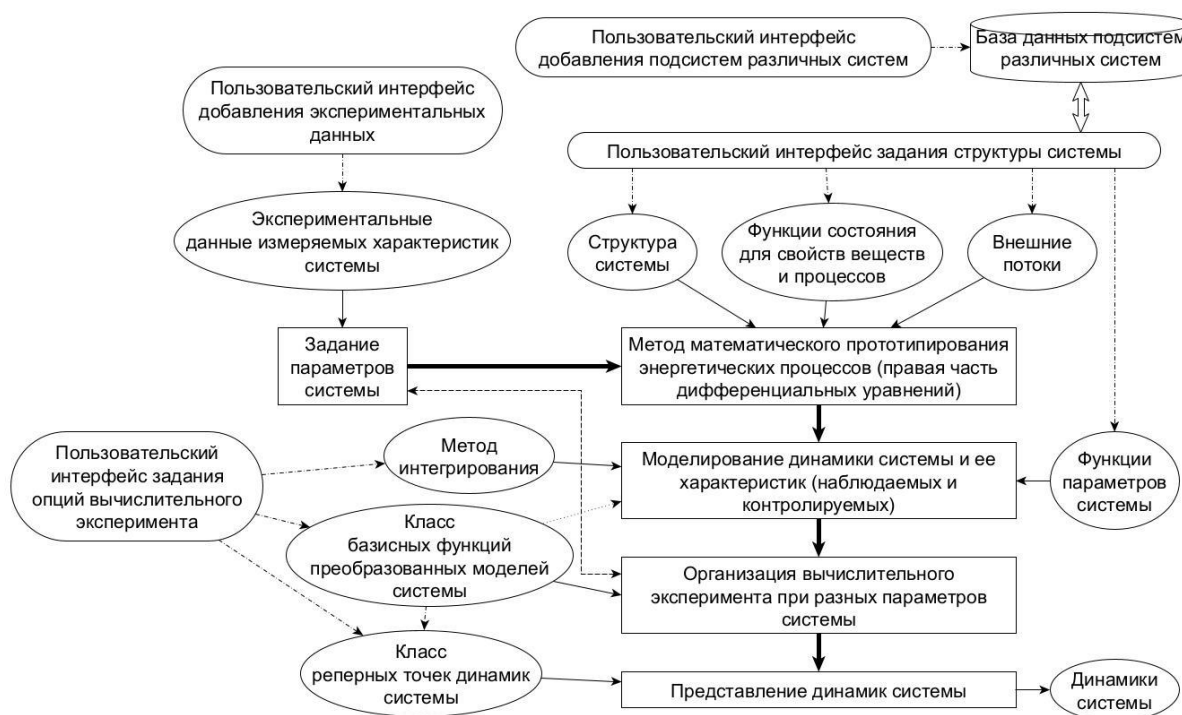 Пользовательский интерфейс
добавления подсистем различных систем
База данных подсистем
различных систем
Пользовательский интерфейс
добавления экспериментальных
данных
Пользовательский интерфейс задания структуры системы
Экспериментальные
данные измеряемых характеристик
системы
Структура
системы
Функции состояния
для свойств веществ
и процессов
Внешние
потоки
Задание
параметров
системы
Метод математического прототипирования
энергетических процессов (правая часть
дифференциальных уравнений)
Пользовательский
интерфейс задания
опций вычислительного
эксперимента
Метод
интегрирования
Моделирование динамики системы и ее
характеристик (наблюдаемых и
контролируемых)
Функции
параметров
системы
Класс
базисных функций
преобразованных моделей
системы
Организация вычислительного
эксперимента при разных параметров
системы
Класс
реперных точек динамик
системы
Представление динамик системы
Динамики
системы